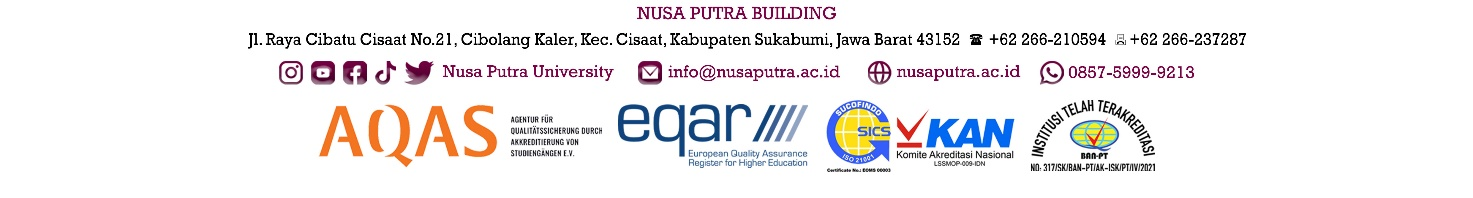 NUSA PUTRA BUILDING
Jl. Raya Cibatu Cisaat No.21, Cibolang Kaler, Kec. Cisaat, Kabupaten Sukabumi, Jawa Barat 43152 ☎ +62 266-210594 📠 +62 266-237287
Nusa Putra University info@nusaputra.ac.id nusaputra.ac.id 0857-5999-9213
AQAS
AGENTUR FÜR
QUALITÄTSSICHERUNG DURCH
AKKREDITIERUNG VON
STUDIENGÄNGEN E.V.
eqar
European Quality Assurance
Register for Higher Education
SUCOFINDO
SICS
ISO 21001
Certificate No.: EOMS 00003
KAN
Komite Akreditasi Nasional
LSSMOP-009-IDN
INSTITUSI TELAH TERAKREDITASI
BAN-PT
NO: 317/SK/BAN-PT/AK-ISK/PT/IV/2021